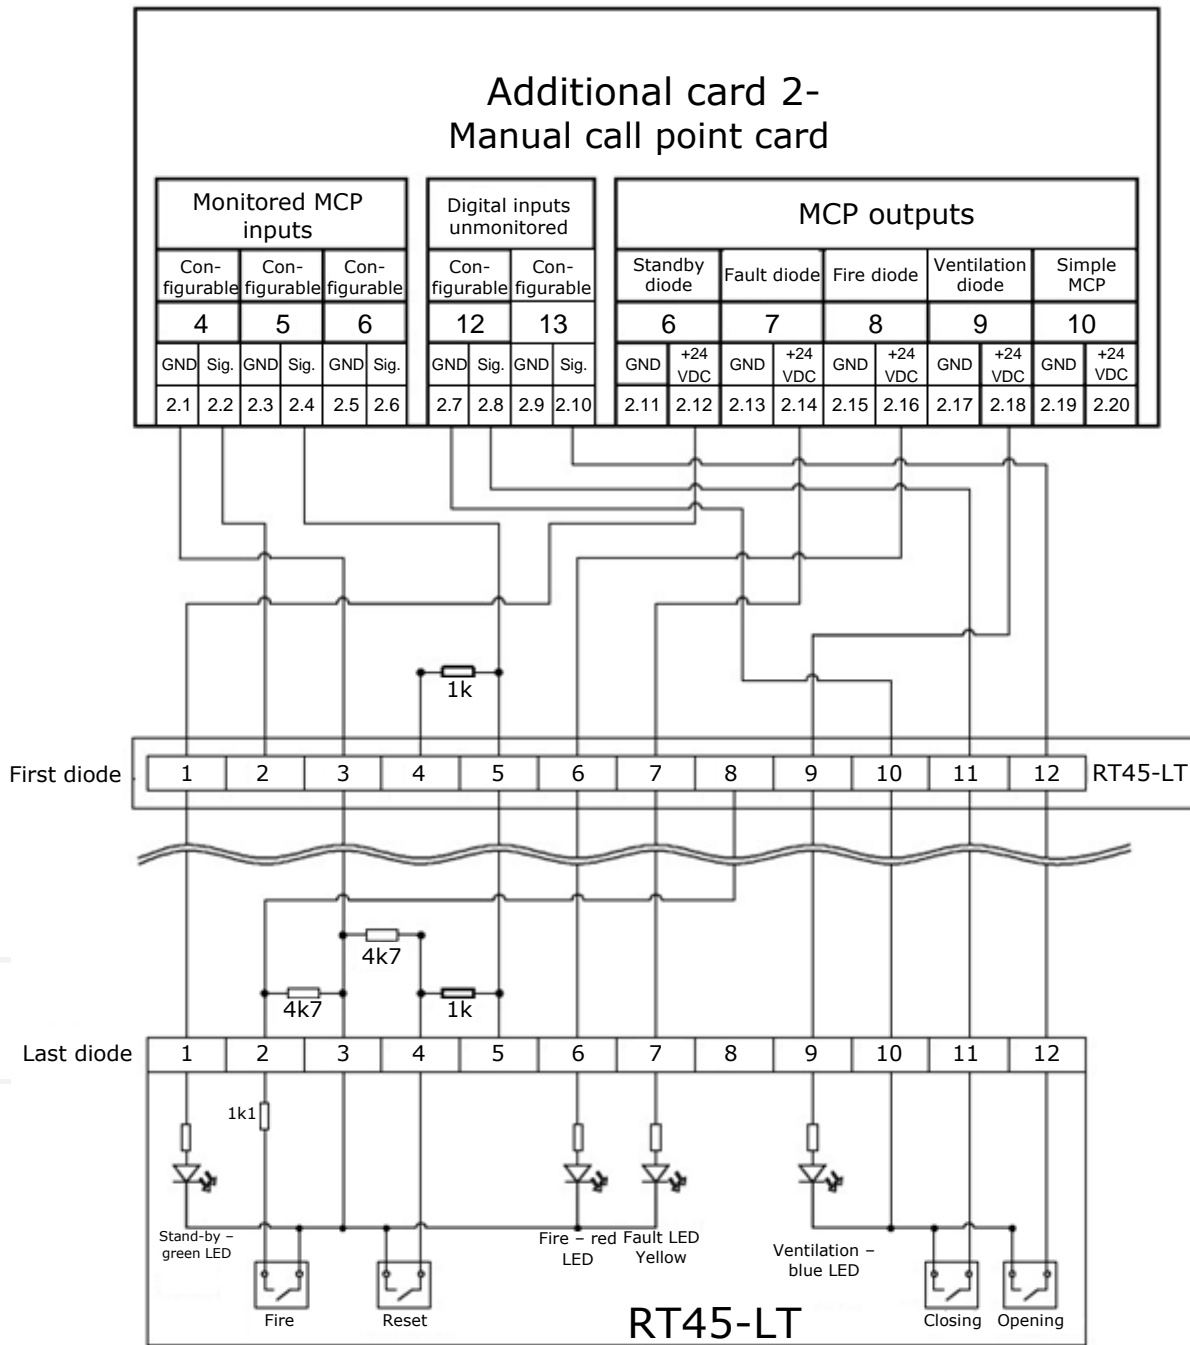 Additional card 2-
Manual call point card
Monitored MCP
inputs
Digital inputs
unmonitored
MCP outputs
Con-
figurable
Con-
figurable
Con-
figurable
Con-
figurable
Con-
figurable
Standby
diode
Fault diode
Fire diode
Ventilation
diode
Simple
MCP
4 5 6 12 13 6 7 8 9 10
GND Sig. GND Sig. GND Sig. GND Sig. GND Sig. GND +24 VDC GND +24 VDC GND +24 VDC GND +24 VDC GND +24 VDC
2.1 2.2 2.3 2.4 2.5 2.6 2.7 2.8 2.9 2.10 2.11 2.12 2.13 2.14 2.15 2.16 2.17 2.18 2.19 2.20
1k
First diode 1 2 3 4 5 6 7 8 9 10 11 12 RT45-LT
4k7
4k7 1k
Last diode 1 2 3 4 5 6 7 8 9 10 11 12
1k1
Stand-by –
green LED
Fire – red
LED
Fault LED
Yellow
Ventilation –
blue LED
Fire Reset Closing Opening
RT45-LT